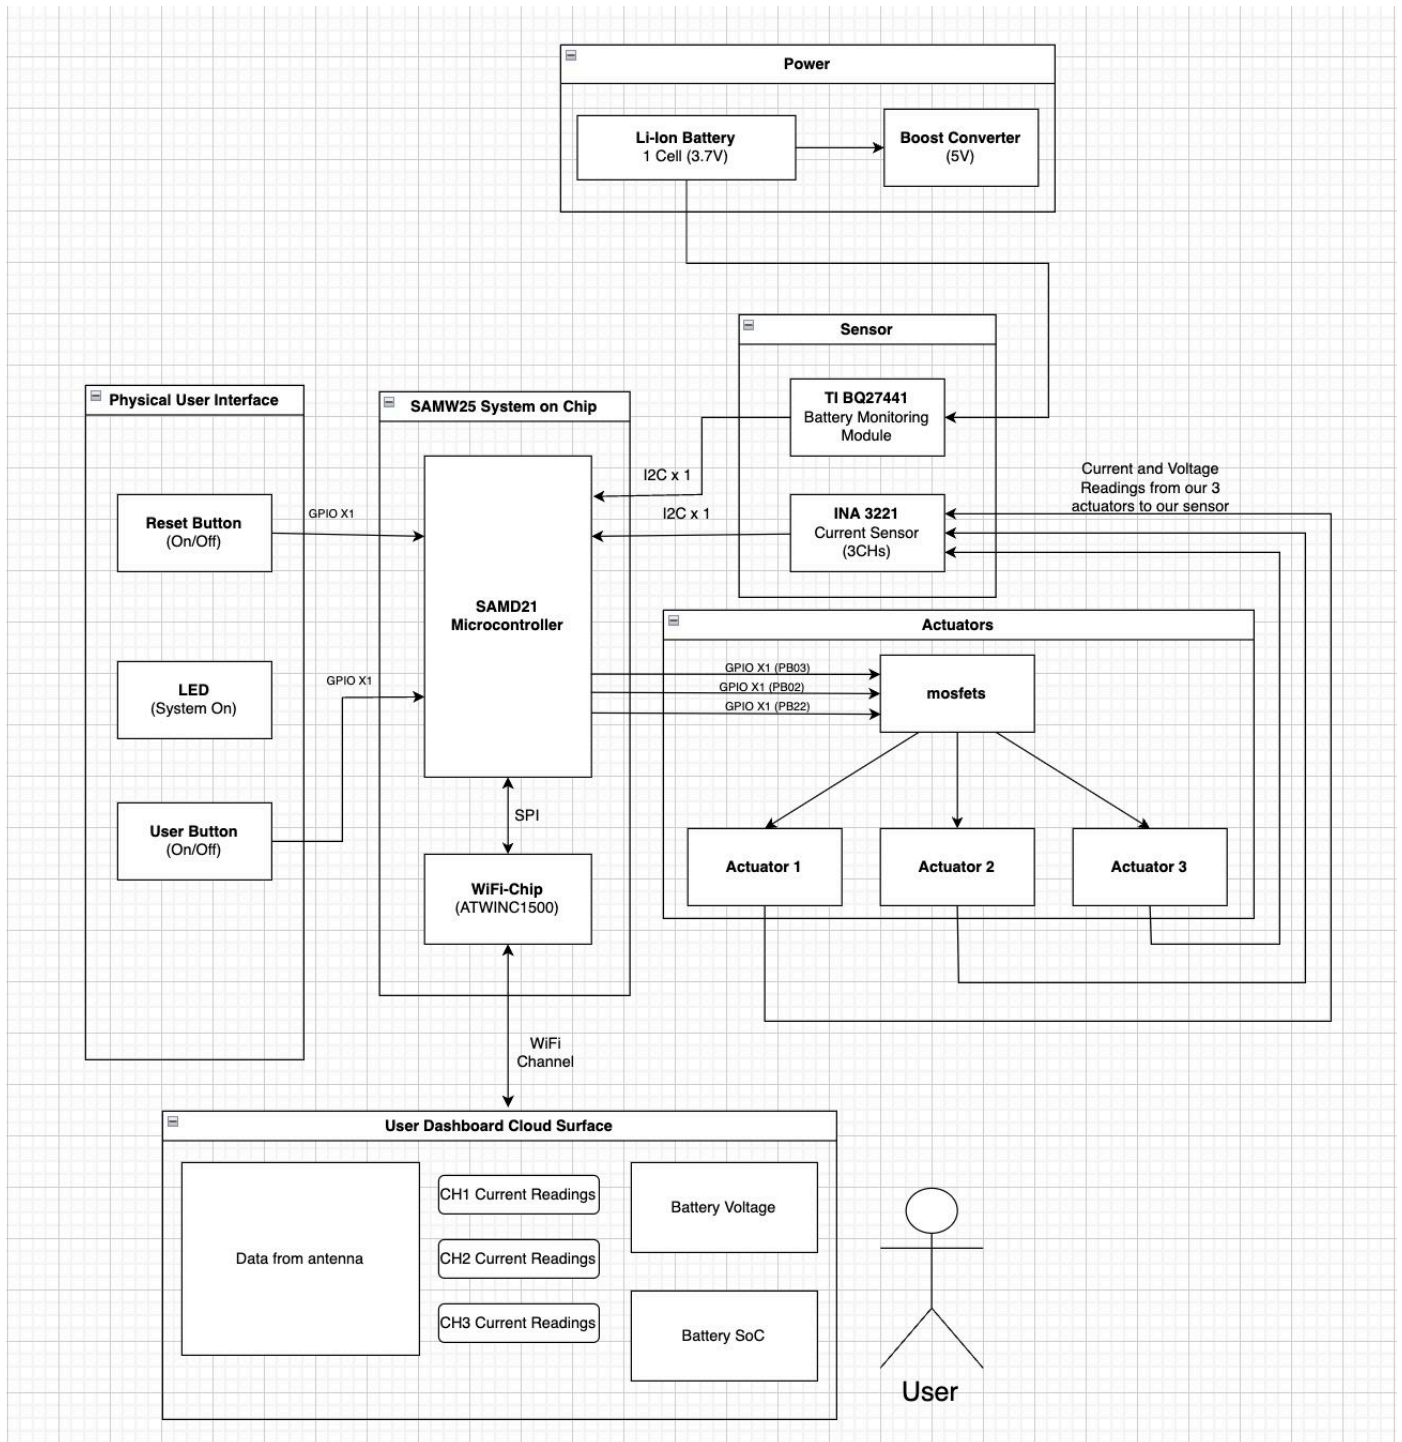 Power
Li-Ion Battery
1 Cell (3.7V)
Boost Converter
(5V)
Sensor
TI BQ27441
Battery Monitoring
Module
INA 3221
Current Sensor
(3CHs)
Current and Voltage
Readings from our 3
actuators to our sensor
Physical User Interface
Reset Button
(On/Off)
LED
(System On)
User Button
(On/Off)
GPIO X1
GPIO X1
SAMW25 System on Chip
SAMD21
Microcontroller
I2C x 1
I2C x 1
SPI
WiFi-Chip
(ATWINC1500)
Actuators
GPIO X1 (PB03)
GPIO X1 (PB02)
GPIO X1 (PB22)
mosfets
Actuator 1
Actuator 2
Actuator 3
WiFi
Channel
User Dashboard Cloud Surface
Data from antenna
CH1 Current Readings
CH2 Current Readings
CH3 Current Readings
Battery Voltage
Battery SoC
User